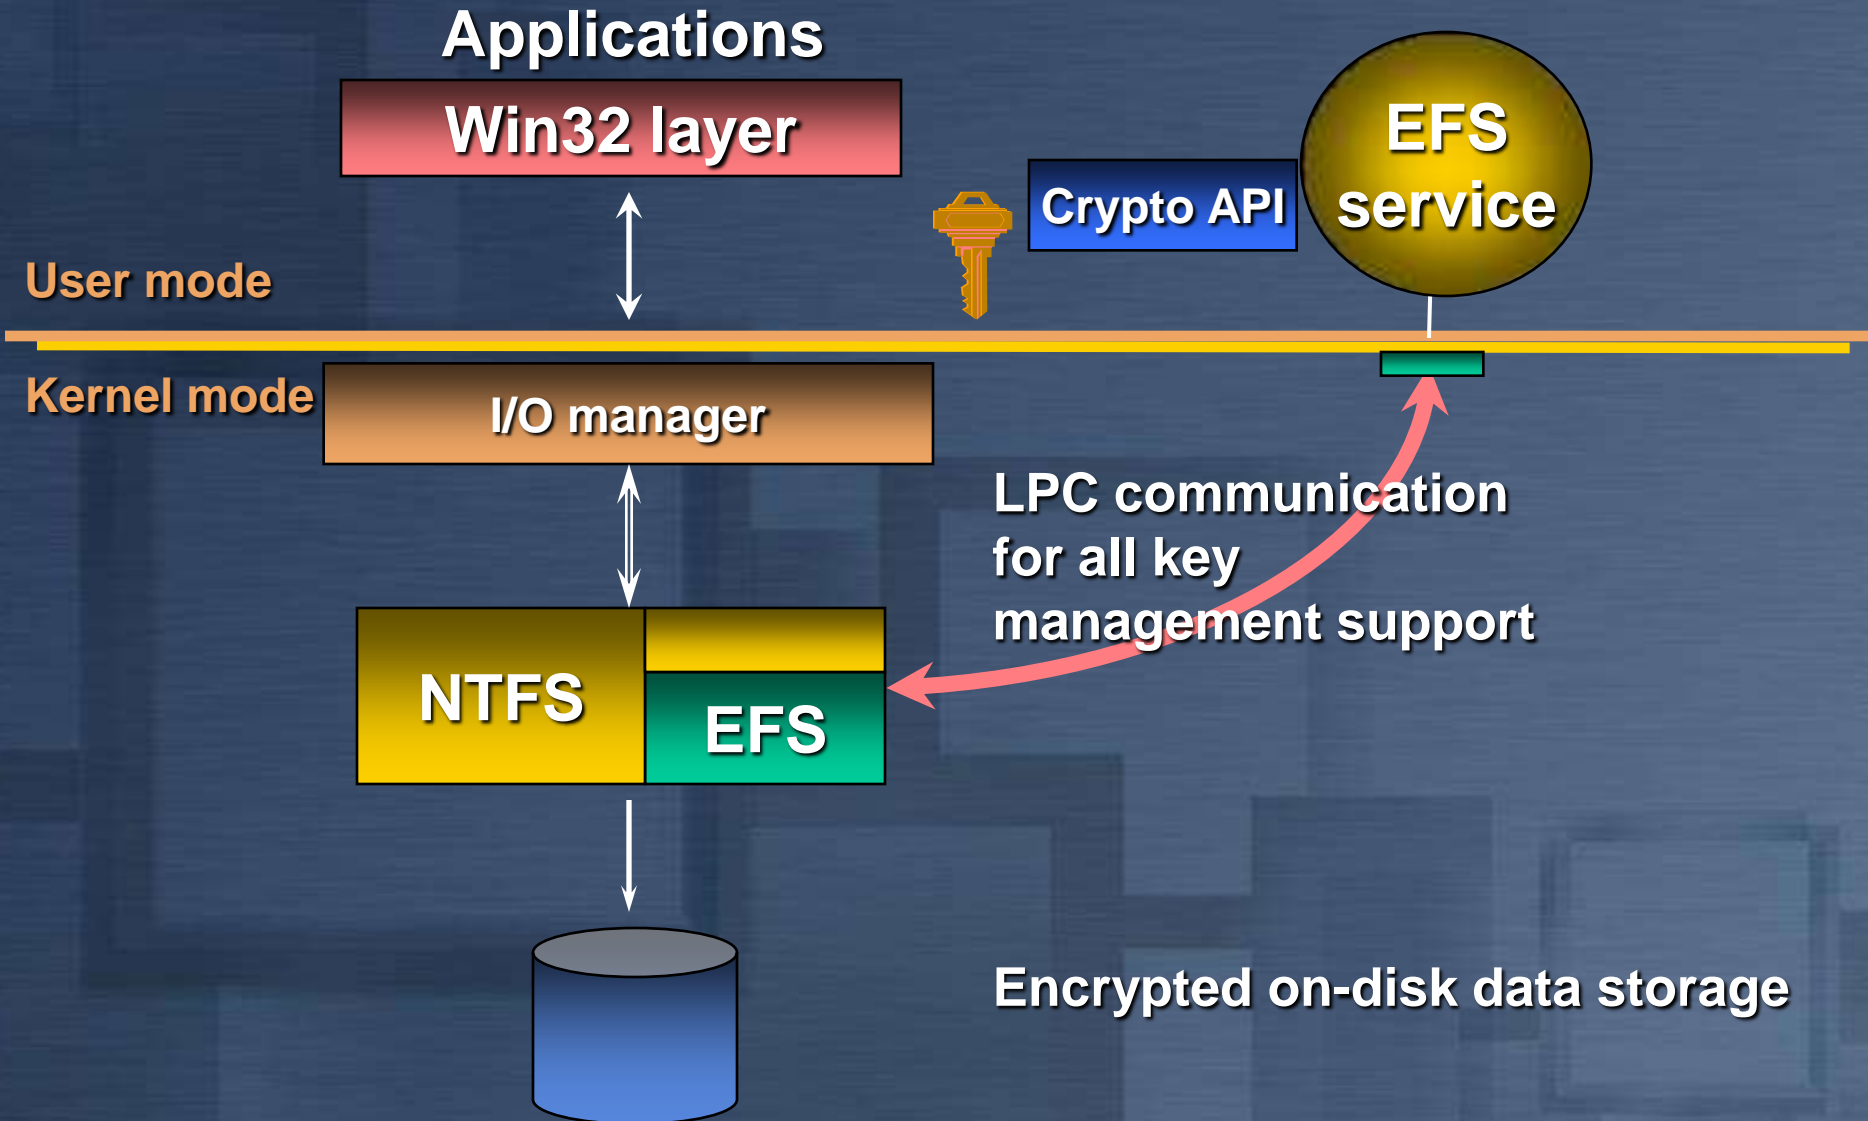 Applications
Win32 layer
EFS
service
Crypto API
User mode
Kernel mode
I/O manager
LPC communication
for all key
management support
NTFS
EFS
Encrypted on-disk data storage